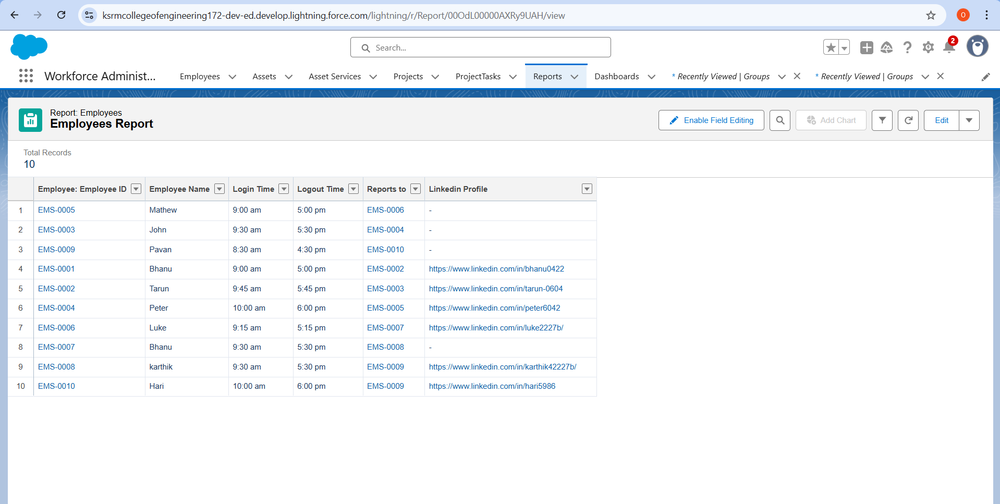 ksrmcollegeofengineering172-dev-ed.develop.lightning.force.com/lightning/r/Report/00OdL00000AXRy9UAH/view
O
Search...
2
Workforce Administ...
Employees
Assets
Asset Services
Projects
ProjectTasks
Reports
Dashboards
* Recently Viewed | Groups
* Recently Viewed | Groups
Report: Employees
Employees Report
Enable Field Editing
Add Chart
Edit
Total Records
10
Employee: Employee ID Employee Name Login Time Logout Time Reports to Linkedin Profile
1 EMS-0005 Mathew 9:00 am 5:00 pm EMS-0006 -
2 EMS-0003 John 9:30 am 5:30 pm EMS-0004 -
3 EMS-0009 Pavan 8:30 am 4:30 pm EMS-0010 -
4 EMS-0001 Bhanu 9:00 am 5:00 pm EMS-0002 https://www.linkedin.com/in/bhanu0422
5 EMS-0002 Tarun 9:45 am 5:45 pm EMS-0003 https://www.linkedin.com/in/tarun-0604
6 EMS-0004 Peter 10:00 am 6:00 pm EMS-0005 https://www.linkedin.com/in/peter6042
7 EMS-0006 Luke 9:15 am 5:15 pm EMS-0007 https://www.linkedin.com/in/luke2227b/
8 EMS-0007 Bhanu 9:30 am 5:30 pm EMS-0008 -
9 EMS-0008 karthik 9:30 am 5:30 pm EMS-0009 https://www.linkedin.com/in/karthik42227b/
10 EMS-0010 Hari 10:00 am 6:00 pm EMS-0009 https://www.linkedin.com/in/hari5986